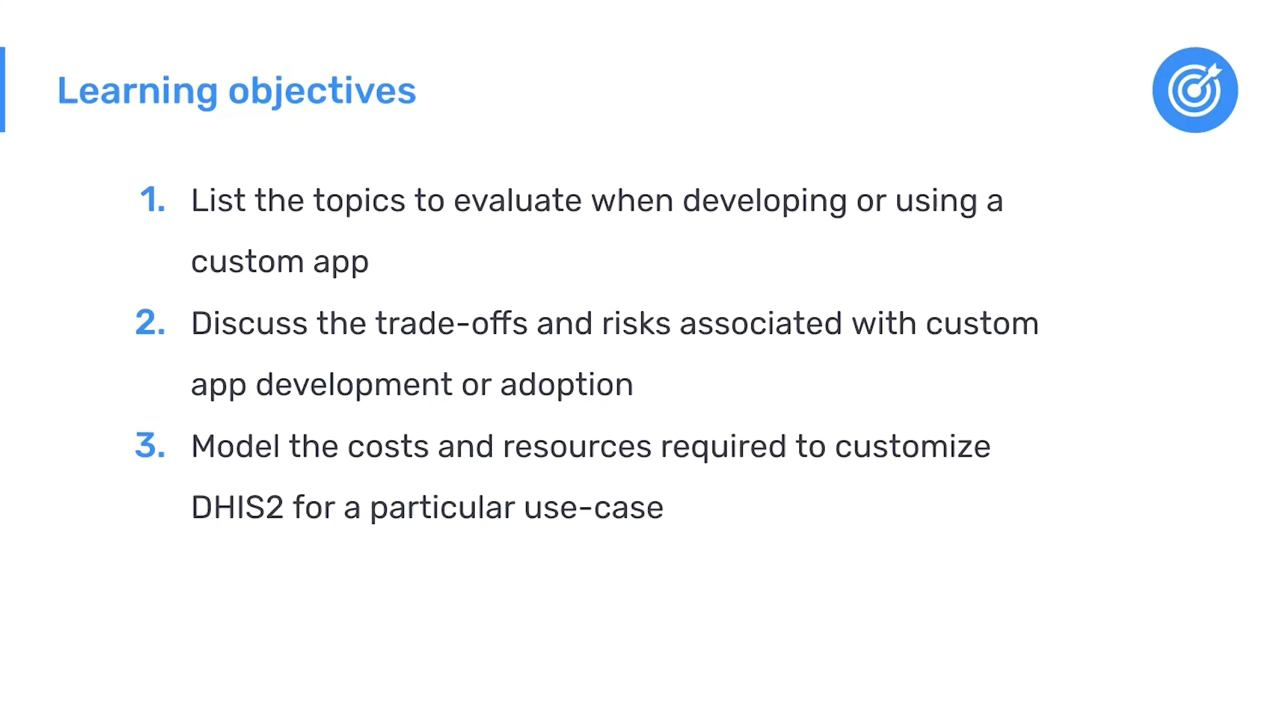 Learning objectives
1. List the topics to evaluate when developing or using a
custom app
2. Discuss the trade-offs and risks associated with custom
app development or adoption
3. Model the costs and resources required to customize
DHIS2 for a particular use-case